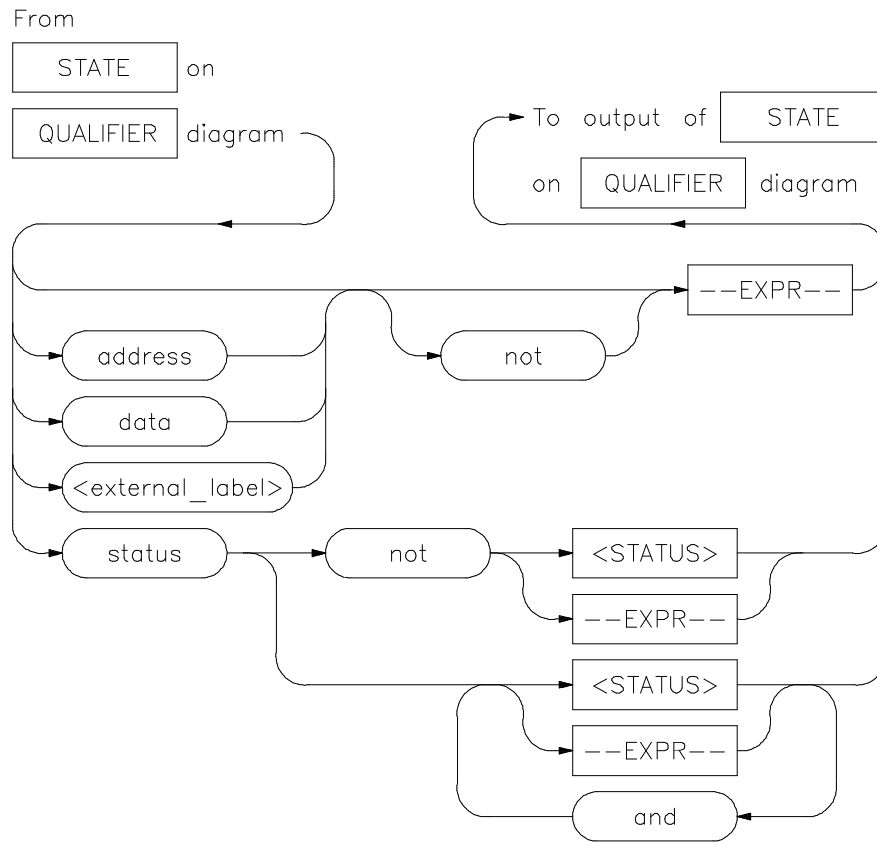 From
STATE on
QUALIFIER diagram
To output of STATE
on QUALIFIER diagram
--EXPR--
address
not
data
<external_label>
status
not
<STATUS>
--EXPR--
<STATUS>
--EXPR--
and